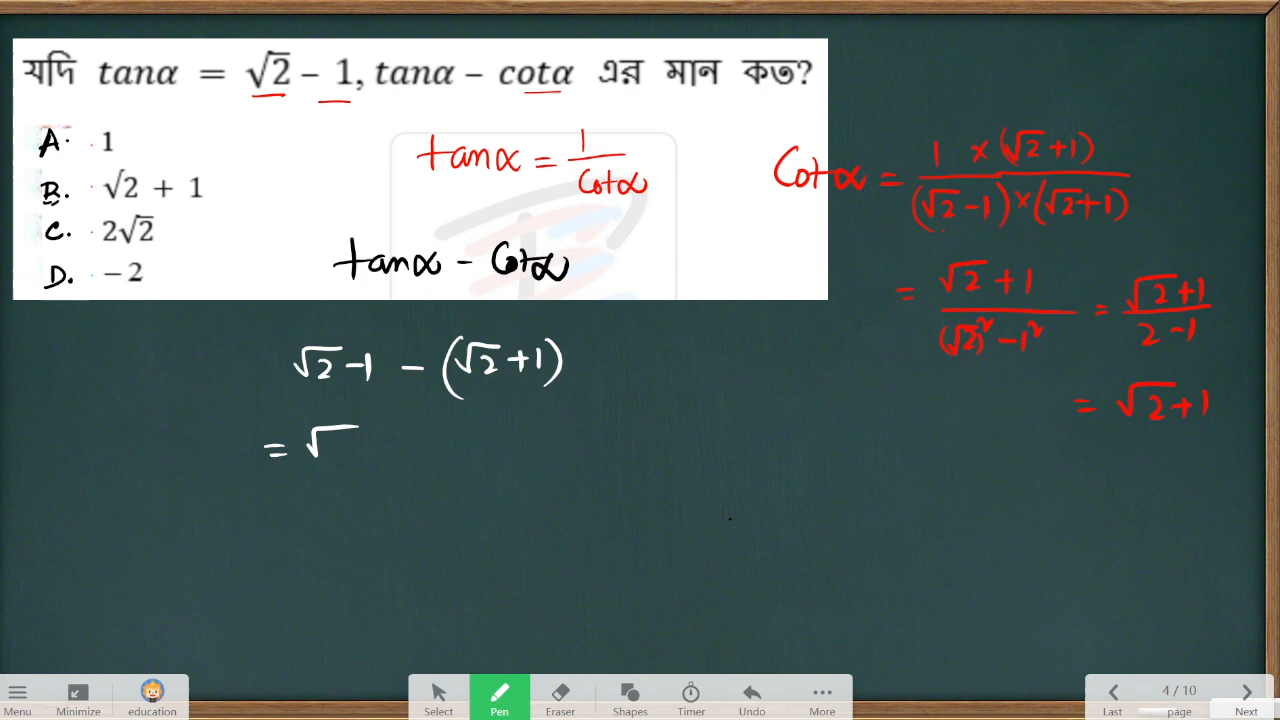 যদি tanα = √2 − 1, tanα − cotα এর মান কত?
A. 1
B. √2 + 1
C. 2√2
D. −2
tanα = 1/cotα
tanα − cotα
√2 −1 − (√2 +1)
= √
Cotα = 1 × (√2 +1) / (√2 −1) × (√2 +1)
= √2 +1 / (√2)² − 1² = √2 +1 / 2 −1
= √2 +1
Menu
Minimize
education
Select
Pen
Eraser
Shapes
Timer
Undo
More
Last
4 / 10
page
Next